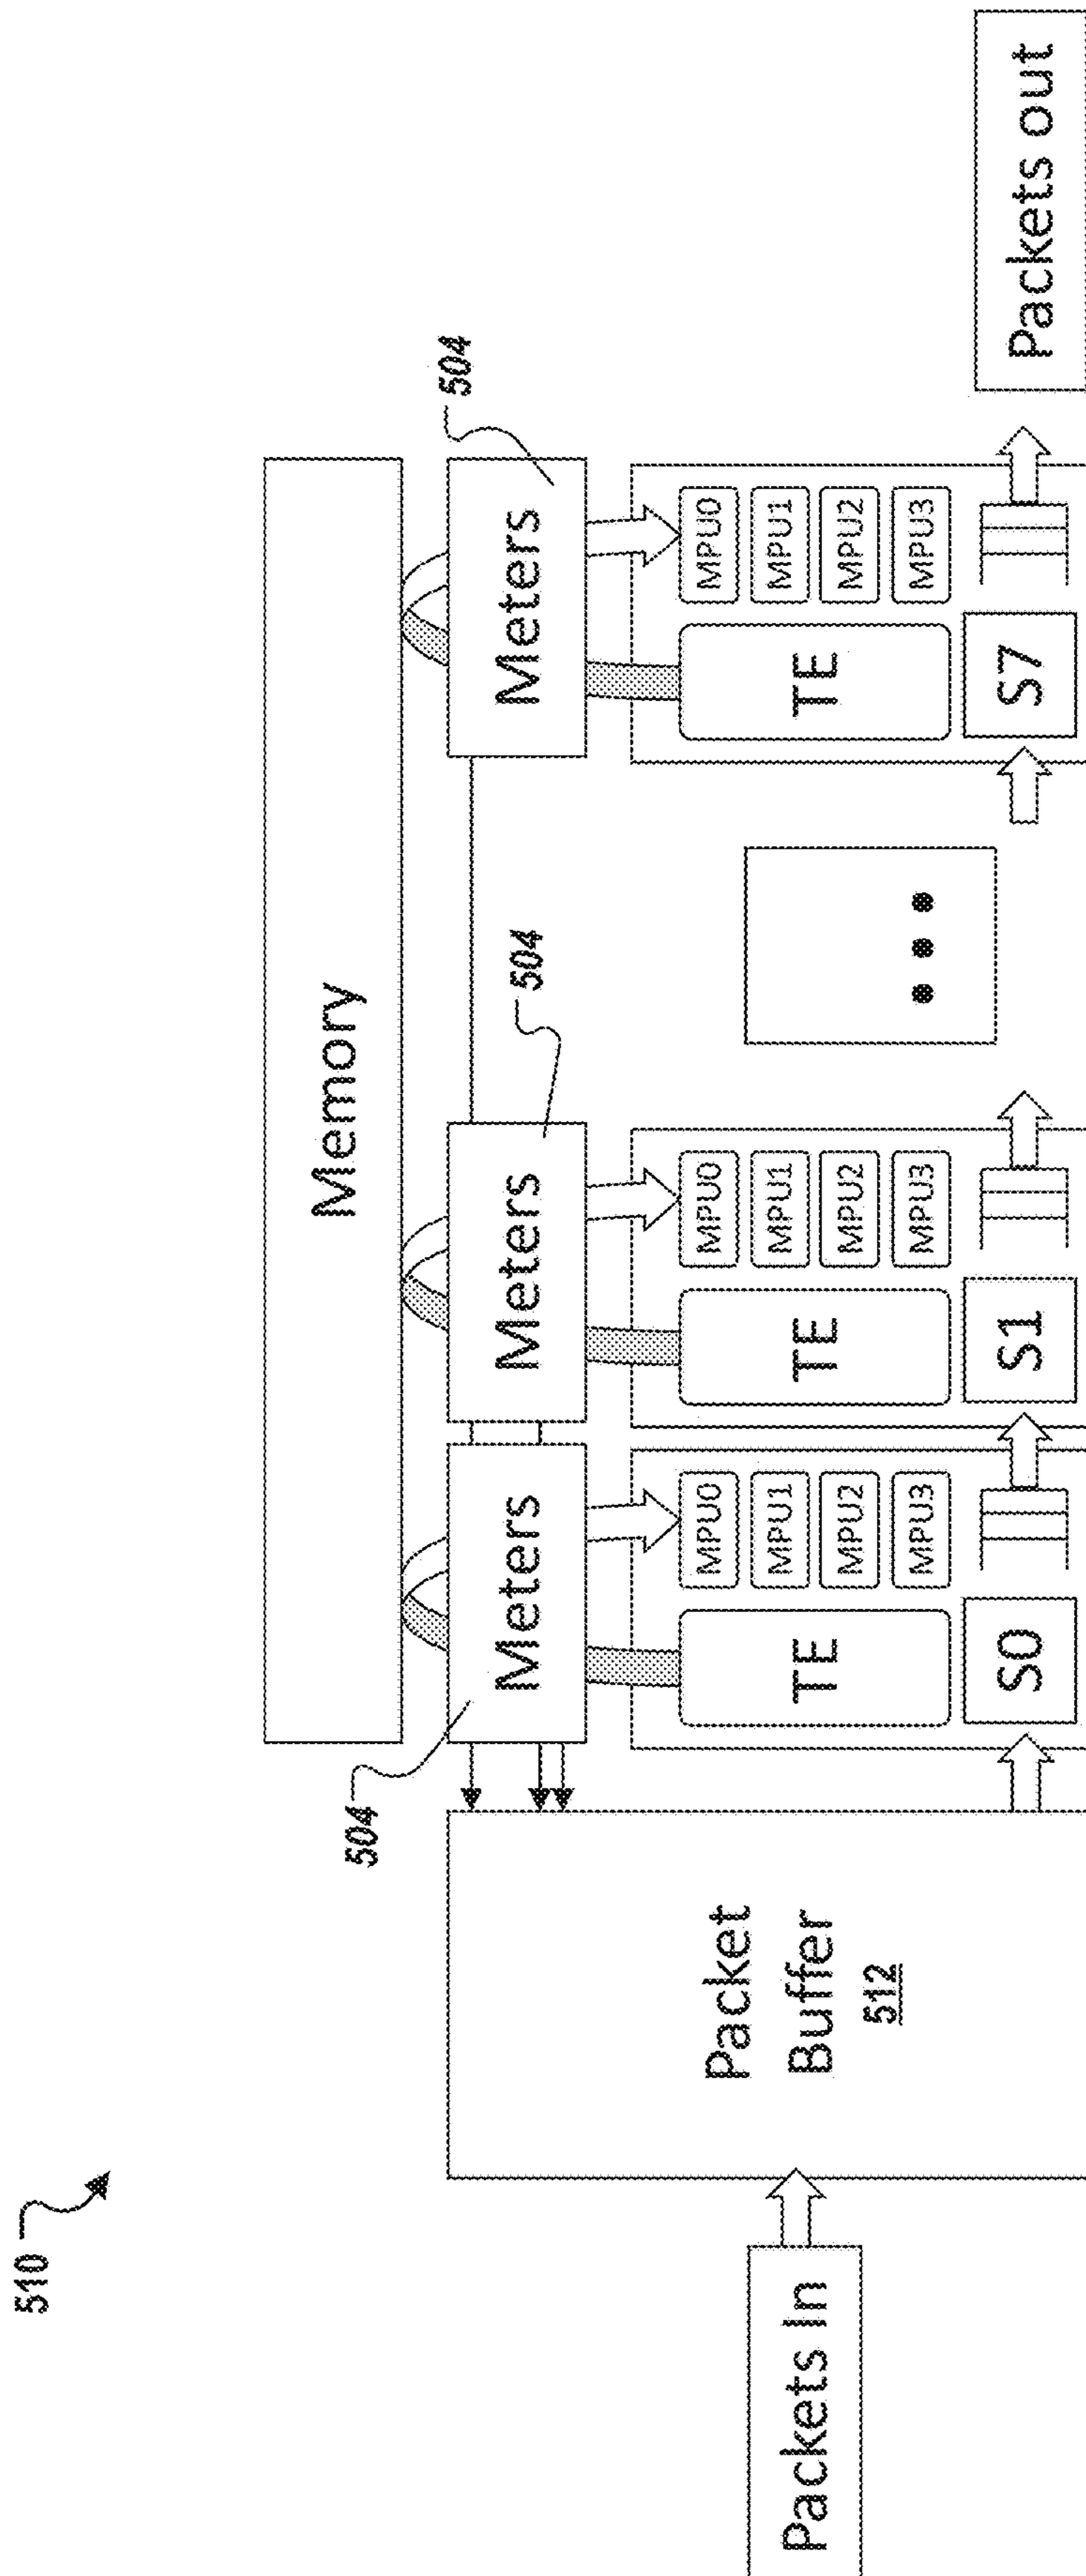 510
Memory
504
504
504
Meters
Meters
Meters
Packets In
Packet
Buffer
512
TE
MPU0
MPU1
MPU2
MPU3
S0
TE
MPU0
MPU1
MPU2
MPU3
S1
TE
MPU0
MPU1
MPU2
MPU3
S7
Packets out